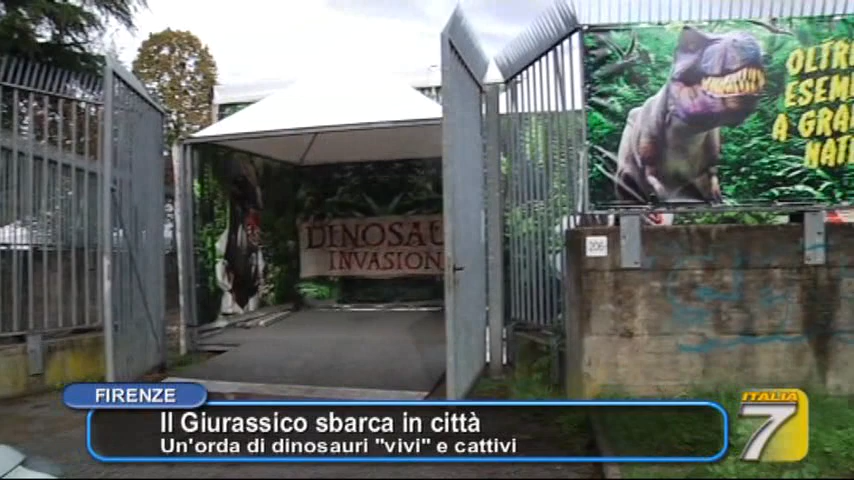 OLTRE
ESEM
A GRA
NAT
DINOSAU
INVASION
206
FIRENZE
Il Giurassico sbarca in città
Un'orda di dinosauri "vivi" e cattivi
ITALIA
7